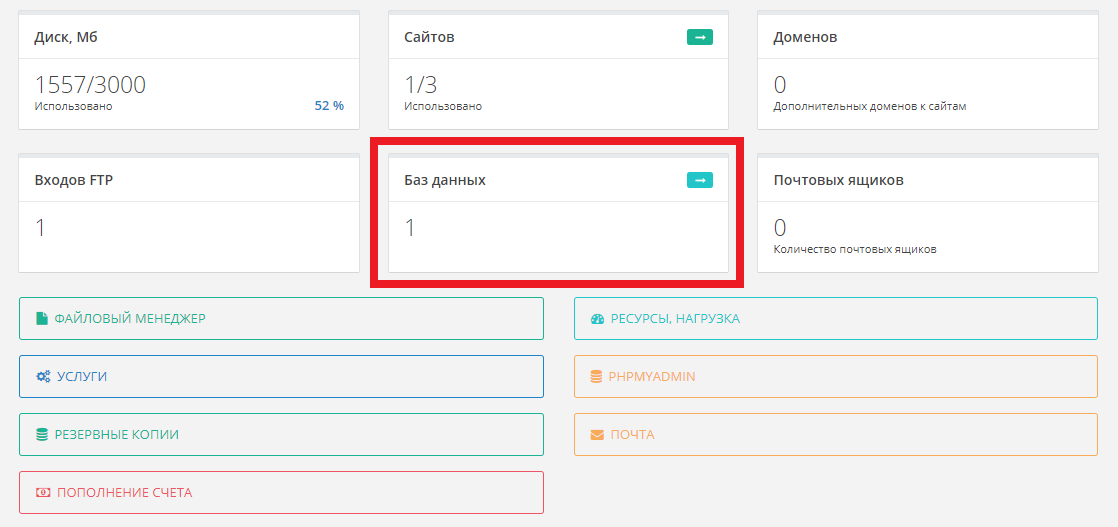 Диск, Мб
1557/3000
Использовано 52 %
Сайтов
1/3
Использовано
Доменов
0
Дополнительных доменов к сайтам
Входов FTP
1
Баз данных
1
Почтовых ящиков
0
Количество почтовых ящиков
ФАЙЛОВЫЙ МЕНЕДЖЕР
РЕСУРСЫ, НАГРУЗКА
УСЛУГИ
PHPMYADMIN
РЕЗЕРВНЫЕ КОПИИ
ПОЧТА
ПОПОЛНЕНИЕ СЧЕТА